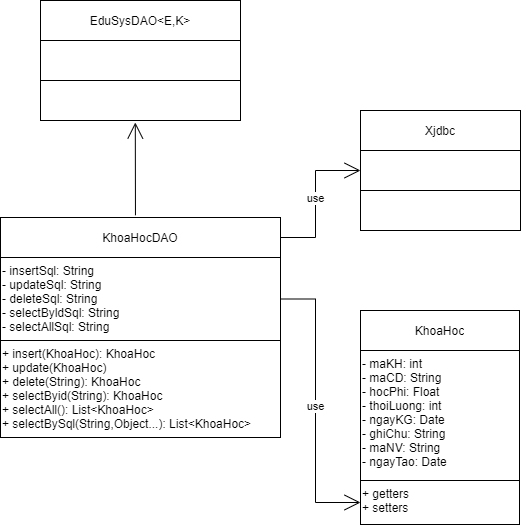 EduSysDAO<E,K>
Xjdbc
use
KhoaHocDAO
- insertSql: String
- updateSql: String
- deleteSql: String
- selectByIdSql: String
- selectAllSql: String
+ insert(KhoaHoc): KhoaHoc
+ update(KhoaHoc)
+ delete(String): KhoaHoc
+ selectByid(String): KhoaHoc
+ selectAll(): List<KhoaHoc>
+ selectBySql(String,Object...): List<KhoaHoc>
use
KhoaHoc
- maKH: int
- maCD: String
- hocPhi: Float
- thoiLuong: int
- ngayKG: Date
- ghiChu: String
- maNV: String
- ngayTao: Date
+ getters
+ setters